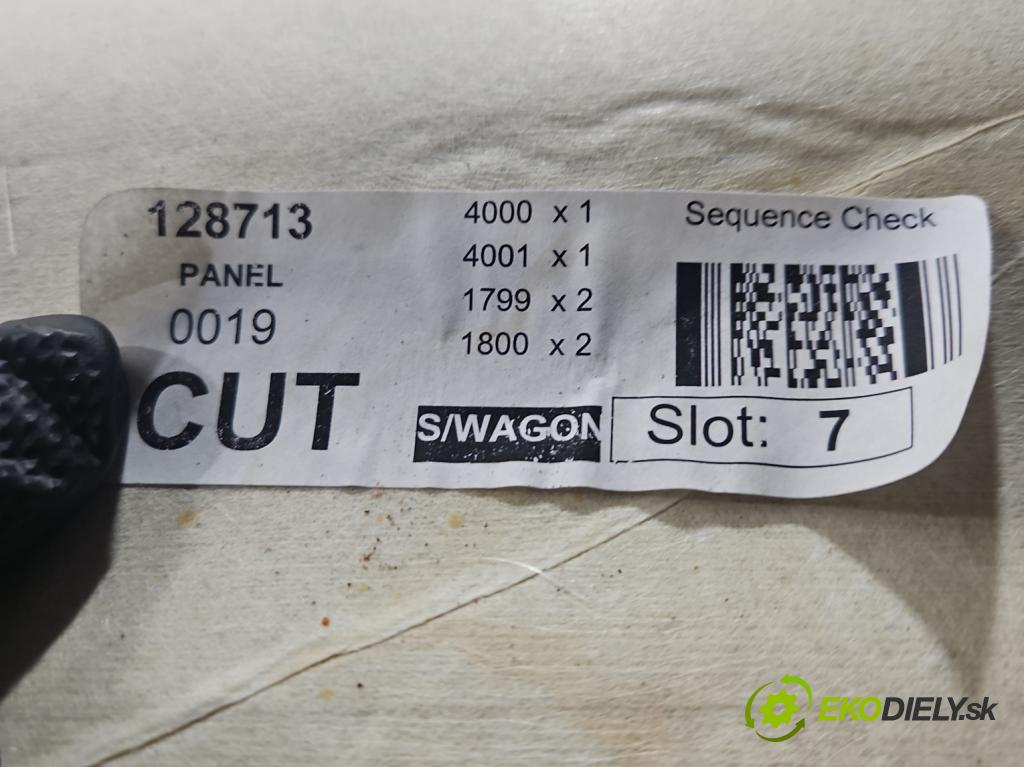 128713
PANEL
0019
CUT
4000 x 1
4001 x 1
1799 x 2
1800 x 2
S/WAGON
Sequence Check
Slot: 7
EKODIELY.sk